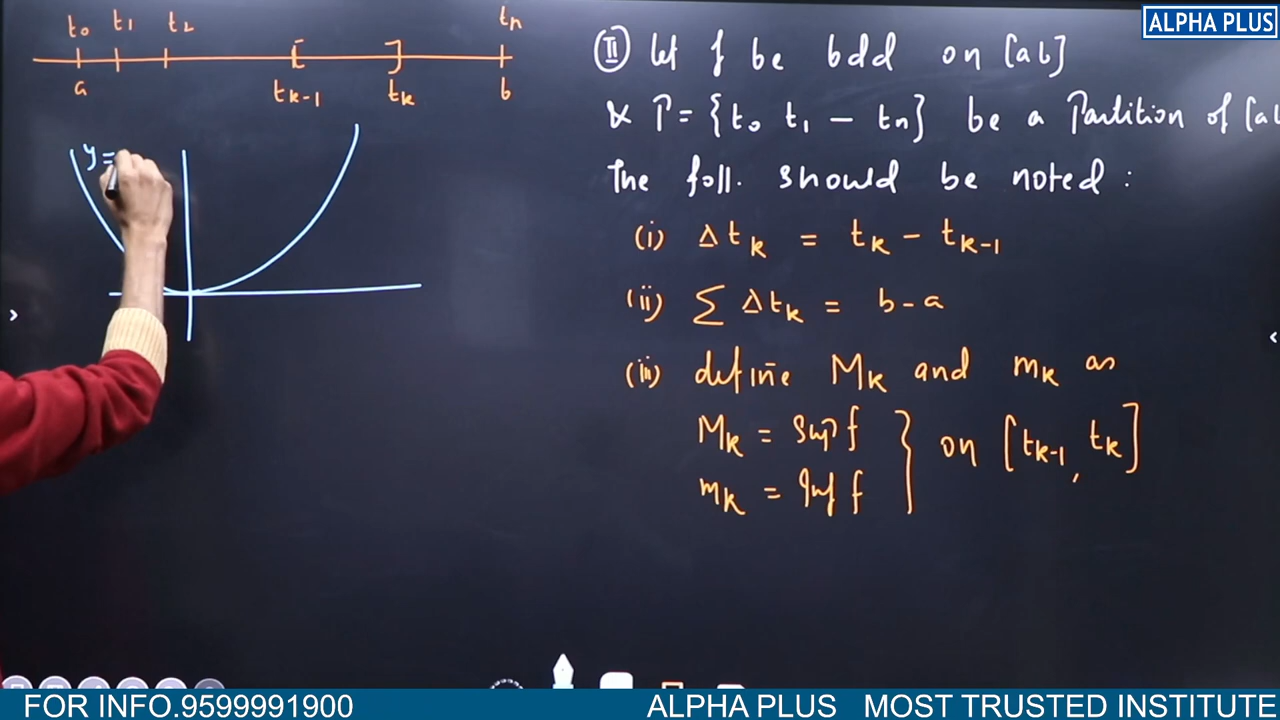 ALPHA PLUS
t₀ t₁ t₂ tₙ
a tₖ₋₁ tₖ b
y =
(II) let f be bdd on [a b]
& P = {t₀ t₁ — tₙ} be a Partition of [ab
The foll. should be noted :
(i) Δtₖ = tₖ - tₖ₋₁
(ii) ∑ Δtₖ = b - a
(iii) define Mₖ and mₖ as
Mₖ = Sup f
mₖ = Inf f } on [tₖ₋₁, tₖ]
FOR INFO.9599991900 ALPHA PLUS MOST TRUSTED INSTITUTE